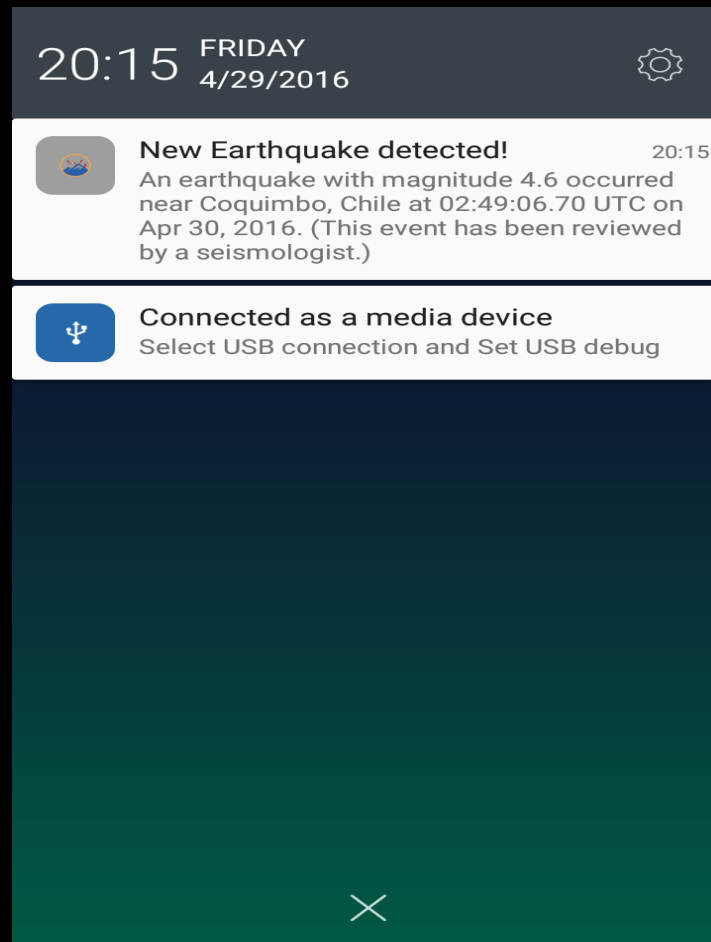 20:15
FRIDAY
4/29/2016
New Earthquake detected!
20:15
An earthquake with magnitude 4.6 occurred
near Coquimbo, Chile at 02:49:06.70 UTC on
Apr 30, 2016. (This event has been reviewed
by a seismologist.)
Connected as a media device
Select USB connection and Set USB debug